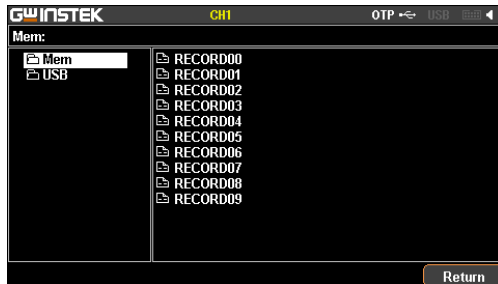 GWINSTEK CH1 OTP USB
Mem:
Mem
USB
RECORD00
RECORD01
RECORD02
RECORD03
RECORD04
RECORD05
RECORD06
RECORD07
RECORD08
RECORD09
Return